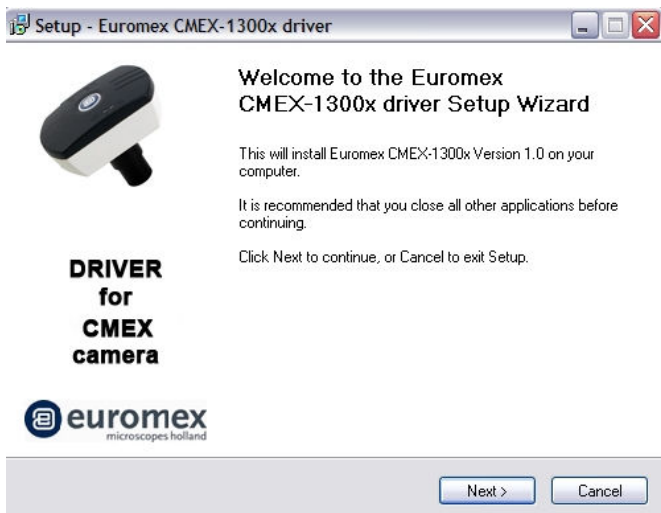 Setup - Euromex CMEX-1300x driver
Welcome to the Euromex
CMEX-1300x driver Setup Wizard
This will install Euromex CMEX-1300x Version 1.0 on your
computer.
It is recommended that you close all other applications before
continuing.
Click Next to continue, or Cancel to exit Setup.
DRIVER
for
CMEX
camera
euromex
microscopes holland
Next >
Cancel